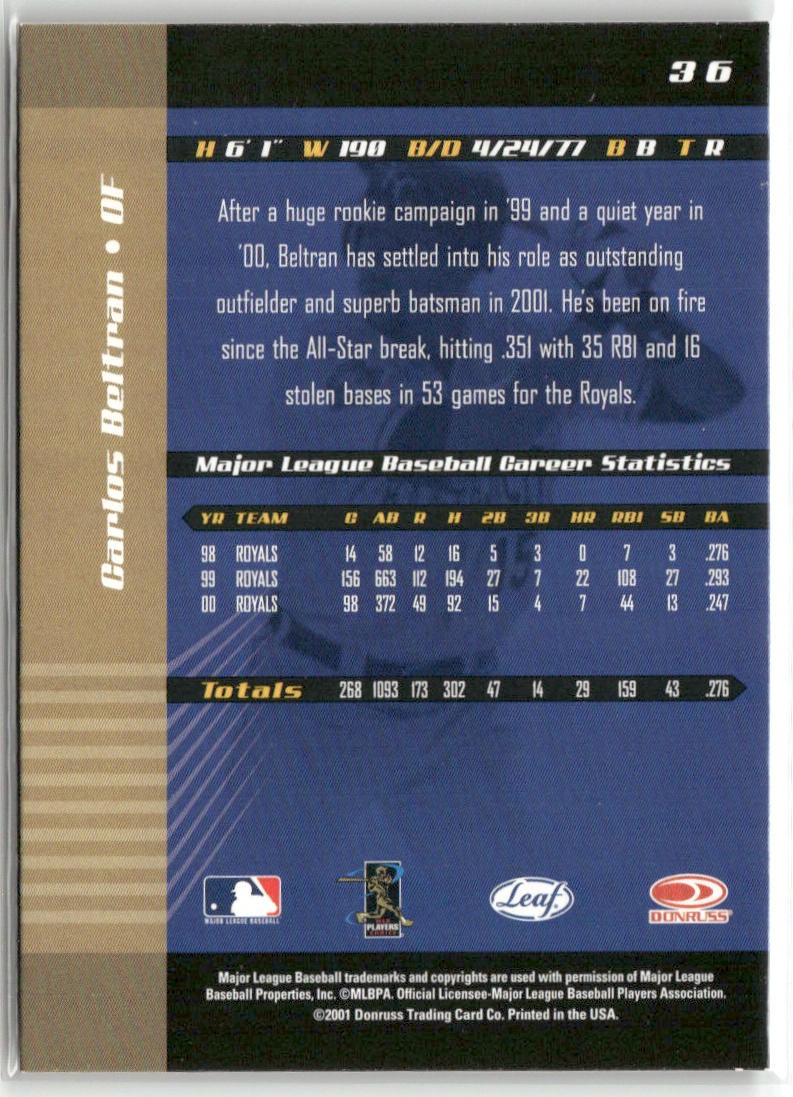 36
H 6' 1" W 190 B/D 4/24/77 B B T R
Carlos Beltran • OF
After a huge rookie campaign in '99 and a quiet year in
'00, Beltran has settled into his role as outstanding
outfielder and superb batsman in 2001. He's been on fire
since the All-Star break, hitting .351 with 35 RBI and 16
stolen bases in 53 games for the Royals.
Major League Baseball Career Statistics
YR TEAM G AB R H 2B 3B HR RBI SB BA
98 ROYALS 14 58 12 16 5 3 0 7 3 .276
99 ROYALS 156 663 112 194 27 7 22 108 27 .293
00 ROYALS 98 372 49 92 15 4 7 44 13 .247
Totals 268 1093 173 302 47 14 29 159 43 .276
MAJOR LEAGUE BASEBALL
PLAYERS
CHOICE
Leaf
DONRUSS
Major League Baseball trademarks and copyrights are used with permission of Major League
Baseball Properties, Inc. ©MLBPA. Official Licensee-Major League Baseball Players Association.
©2001 Donruss Trading Card Co. Printed in the USA.